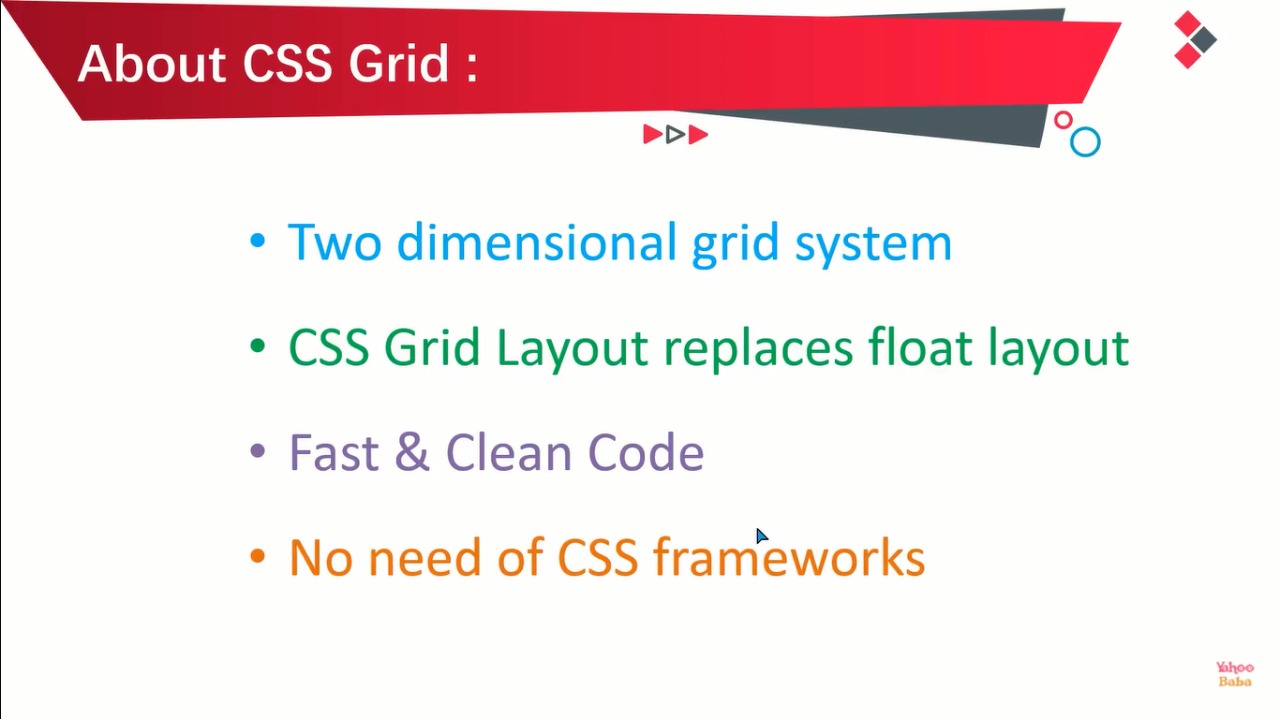 About CSS Grid :
• Two dimensional grid system
• CSS Grid Layout replaces float layout
• Fast & Clean Code
• No need of CSS frameworks
Yahoo
Baba